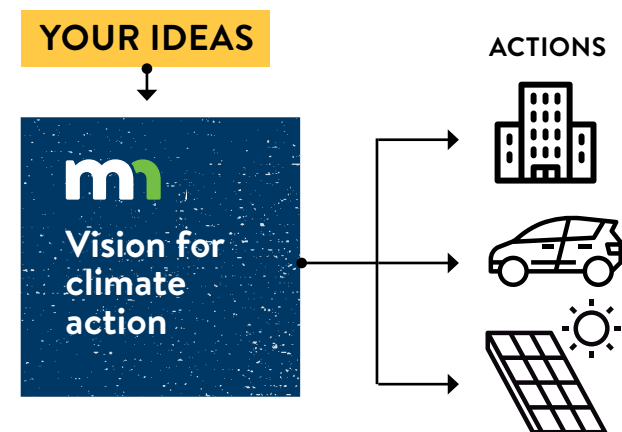 YOUR IDEAS
ACTIONS
mn
Vision for
climate
action